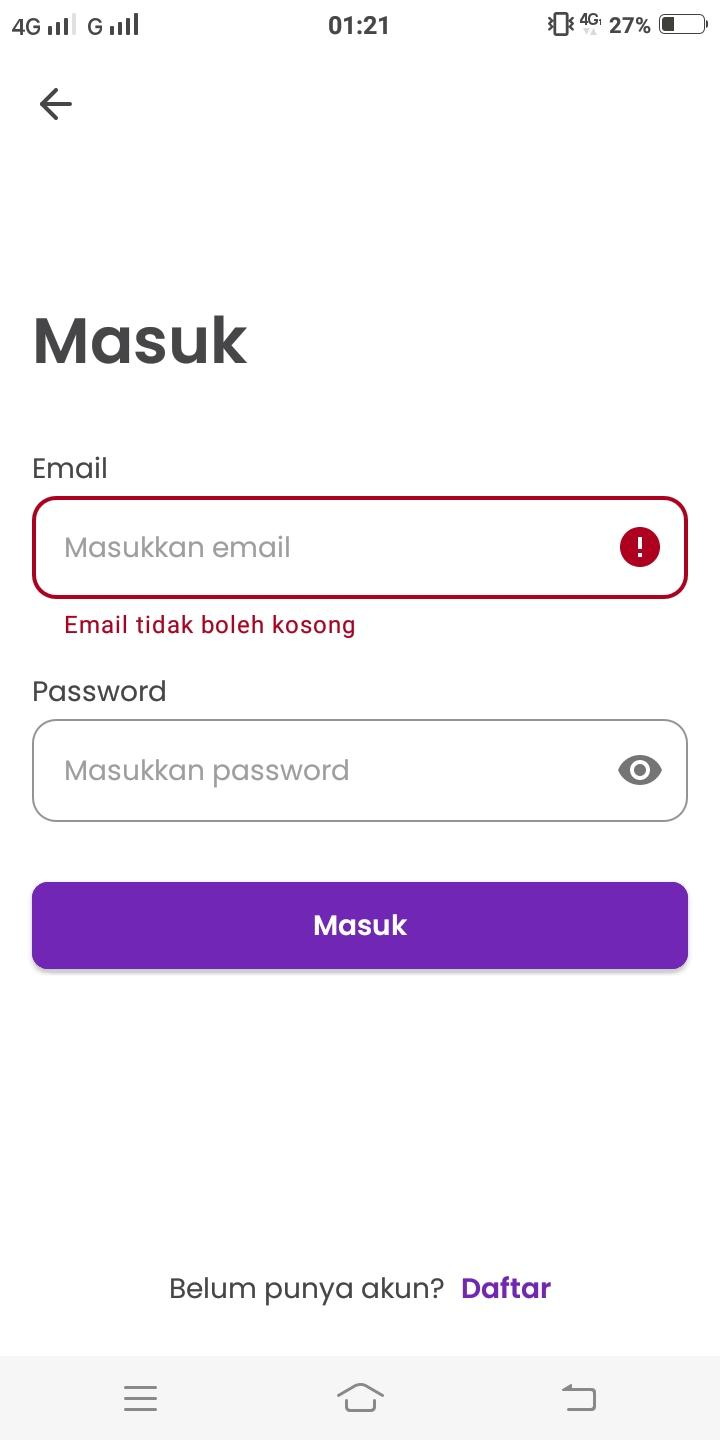 4G G 01:21 4G1 27%
Masuk
Email
Masukkan email
Email tidak boleh kosong
Password
Masukkan password
Masuk
Belum punya akun? Daftar